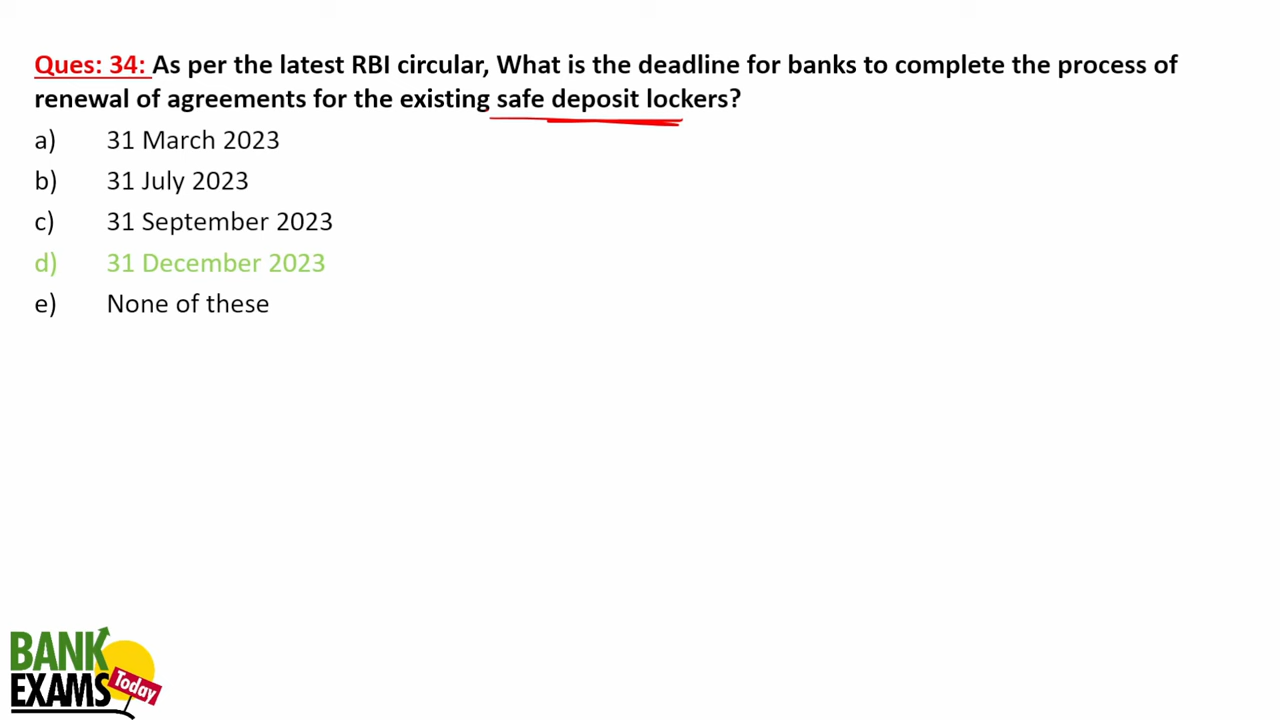 Ques: 34: As per the latest RBI circular, What is the deadline for banks to complete the process of
renewal of agreements for the existing safe deposit lockers?
a) 31 March 2023
b) 31 July 2023
c) 31 September 2023
d) 31 December 2023
e) None of these
BANK
EXAMS Today